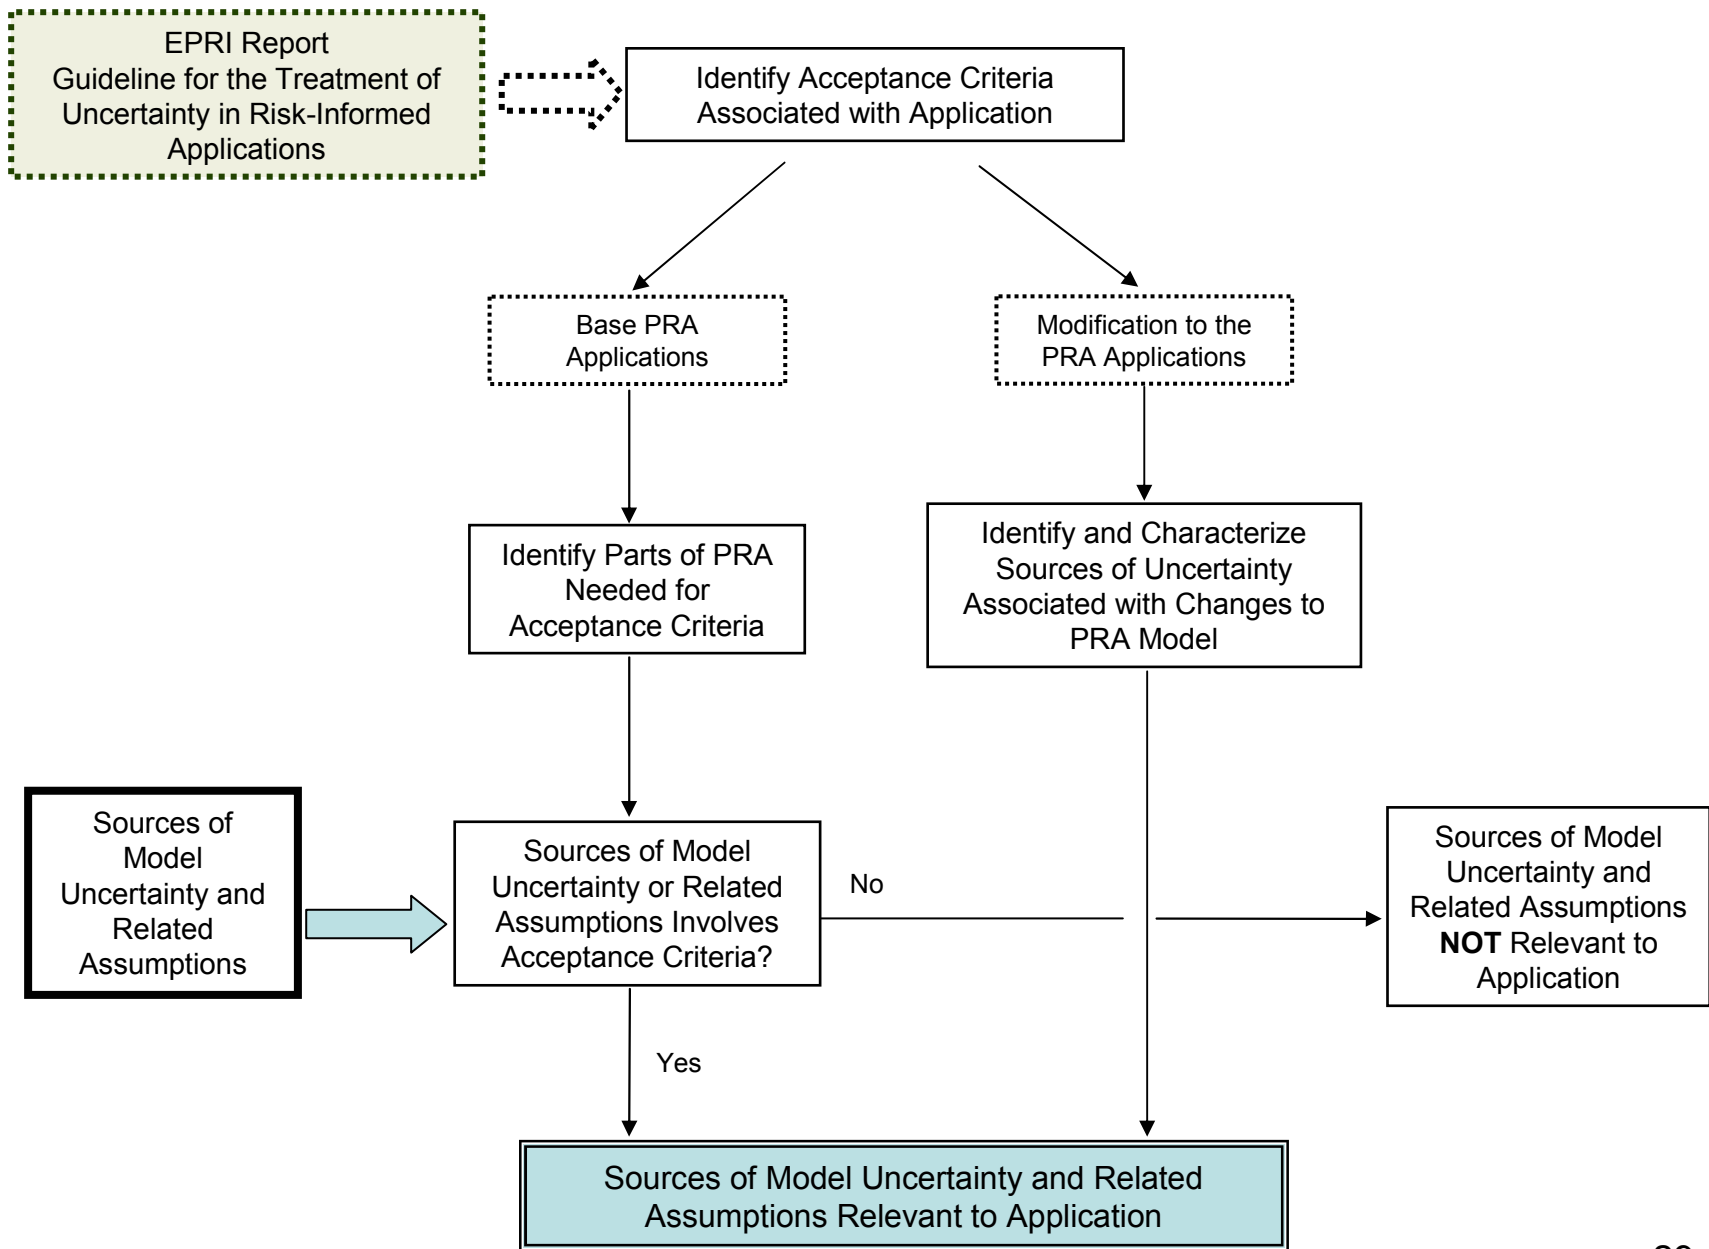 EPRI Report
Guideline for the Treatment of
Uncertainty in Risk-Informed
Applications
Identify Acceptance Criteria
Associated with Application
Base PRA
Applications
Modification to the
PRA Applications
Identify Parts of PRA
Needed for
Acceptance Criteria
Identify and Characterize
Sources of Uncertainty
Associated with Changes to
PRA Model
Sources of
Model
Uncertainty and
Related
Assumptions
Sources of Model
Uncertainty or Related
Assumptions Involves
Acceptance Criteria?
No
Sources of Model
Uncertainty and
Related Assumptions
NOT Relevant to
Application
Yes
Sources of Model Uncertainty and Related
Assumptions Relevant to Application